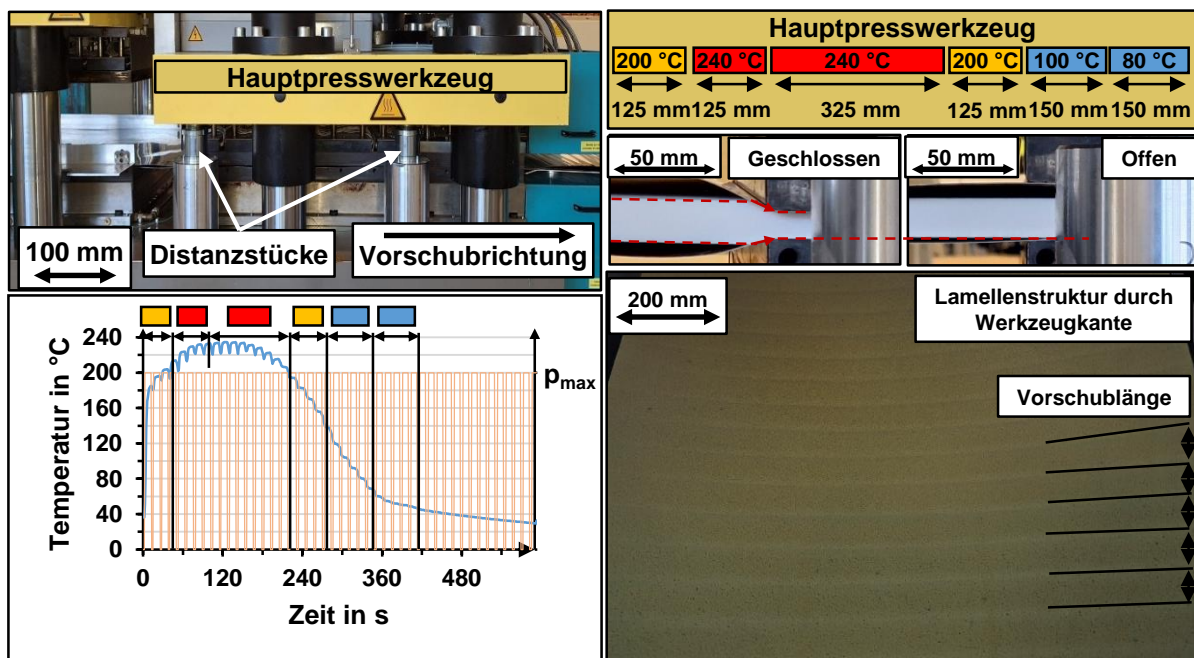 Hauptpresswerkzeug
100 mm
Distanzstücke
Vorschubrichtung
Hauptpresswerkzeug
200 °C 240 °C 240 °C 200 °C 100 °C 80 °C
125 mm 125 mm 325 mm 125 mm 150 mm 150 mm
50 mm
Geschlossen
50 mm
Offen
Temperatur in °C
240
200
160
120
80
40
0
pmax
0 120 240 360 480
Zeit in s
200 mm
Lamellenstruktur durch
Werkzeugkante
Vorschublänge